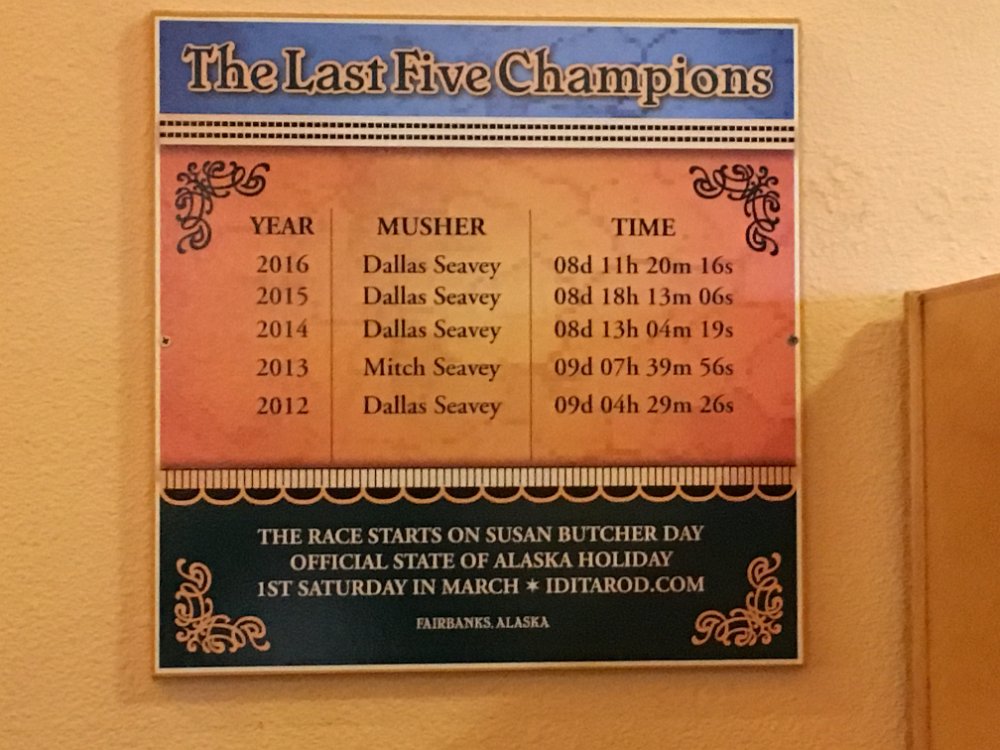 The Last Five Champions
YEAR MUSHER TIME
2016 Dallas Seavey 08d 11h 20m 16s
2015 Dallas Seavey 08d 18h 13m 06s
2014 Dallas Seavey 08d 13h 04m 19s
2013 Mitch Seavey 09d 07h 39m 56s
2012 Dallas Seavey 09d 04h 29m 26s
THE RACE STARTS ON SUSAN BUTCHER DAY
OFFICIAL STATE OF ALASKA HOLIDAY
1ST SATURDAY IN MARCH ✶ IDITAROD.COM
FAIRBANKS, ALASKA